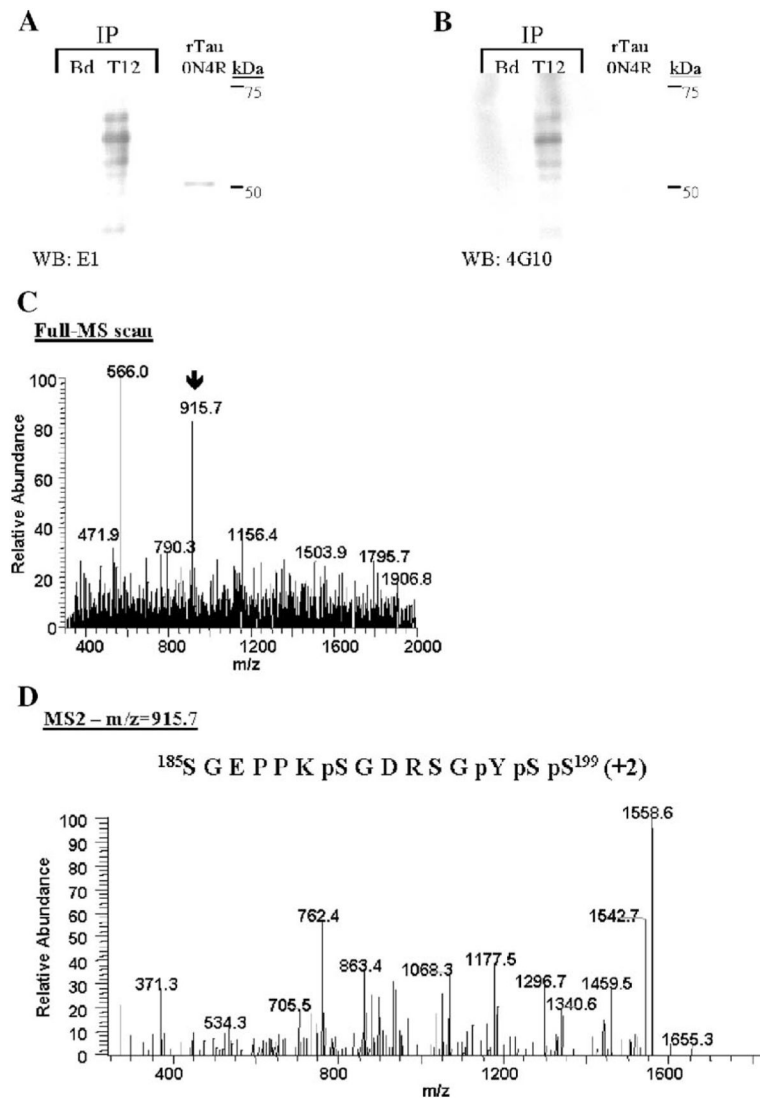 A
IP
Bd T12
rTau
0N4R kDa
75
50
WB: E1
B
IP
Bd T12
rTau
0N4R kDa
75
50
WB: 4G10
C
Full-MS scan
Relative Abundance
100
80
60
40
20
0
566.0
915.7
471.9
790.3
1156.4
1503.9
1795.7
1906.8
400 800 1200 1600 2000
m/z
D
MS2 – m/z=915.7
¹⁸⁵S G E P P K pS G D R S G pY pS pS¹⁹⁹ (+2)
Relative Abundance
100
90
80
70
60
50
40
30
20
10
0
1558.6
762.4
1542.7
371.3
534.3
705.5
863.4
1068.3
1177.5
1296.7
1340.6
1459.5
1655.3
400 800 1200 1600
m/z